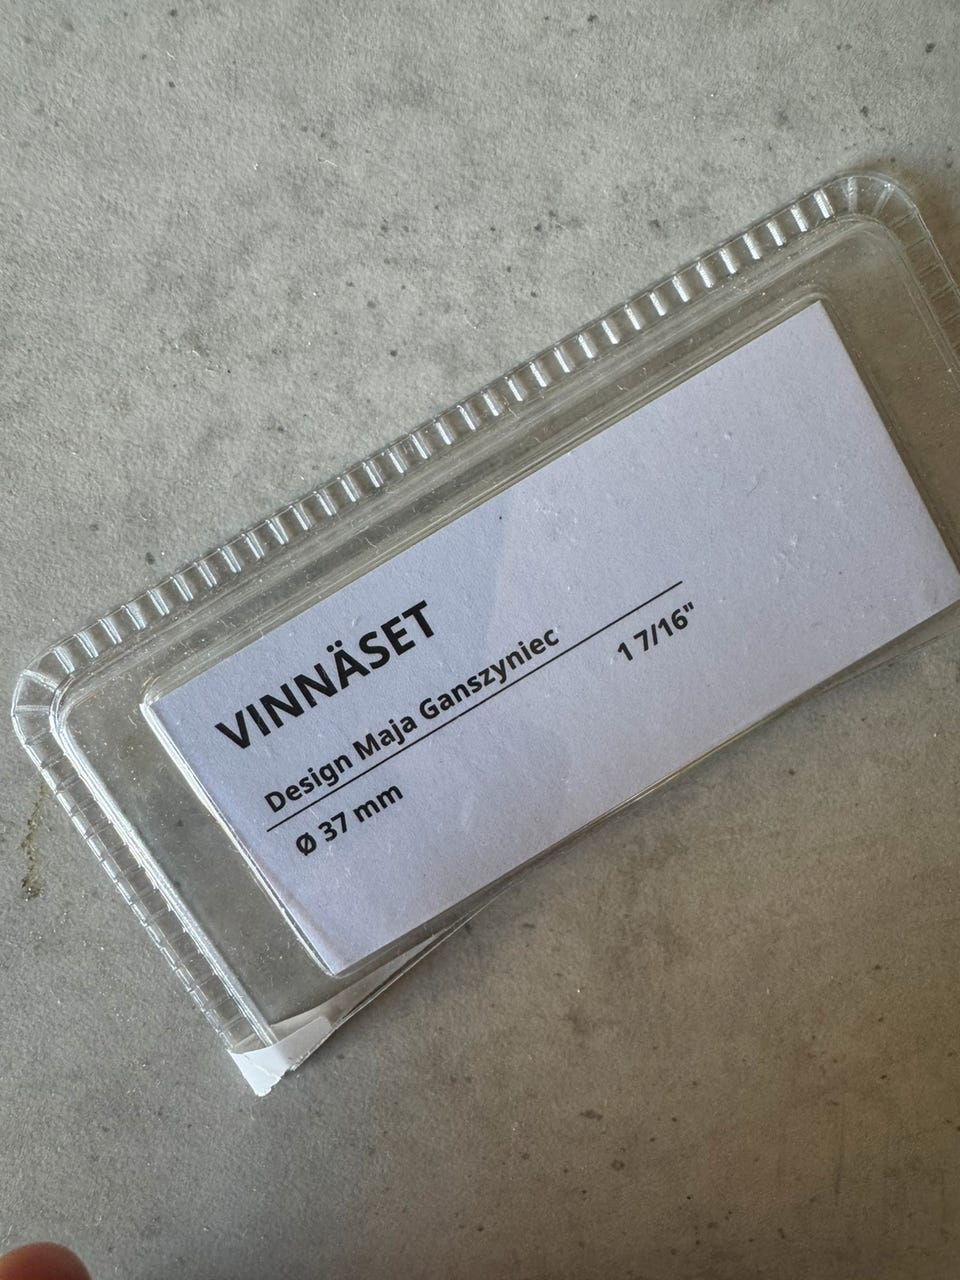 VINNÄSET
Design Maja Ganszyniec
Ø 37 mm 1 7/16"